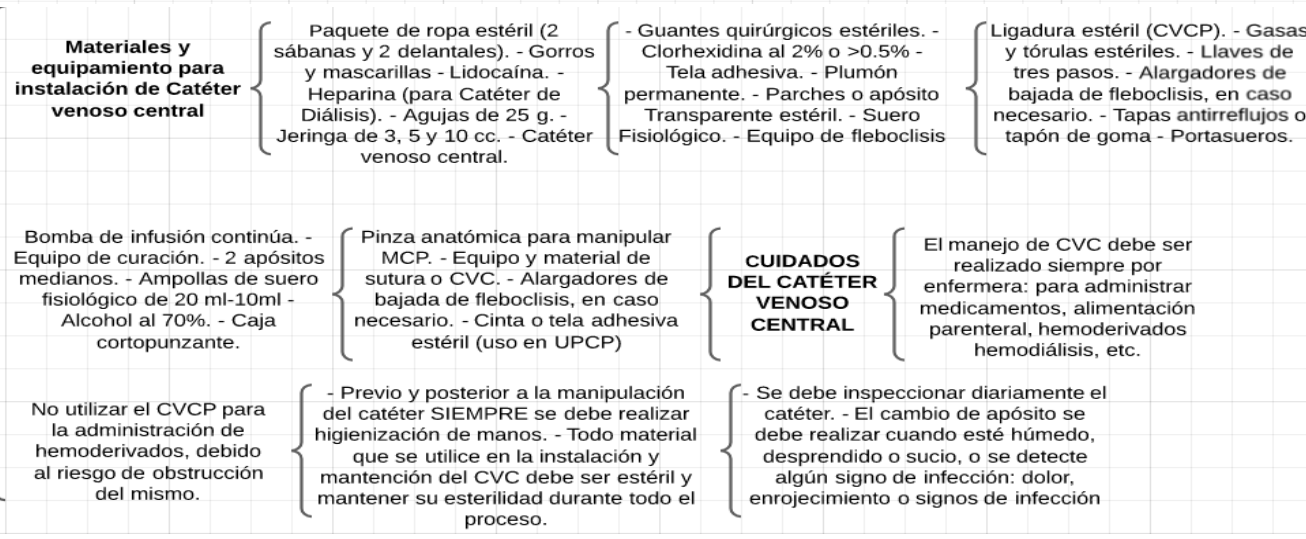 Materiales y
equipamiento para
instalación de Catéter
venoso central
Paquete de ropa estéril (2
sábanas y 2 delantales). - Gorros
y mascarillas - Lidocaína. -
Heparina (para Catéter de
Diálisis). - Agujas de 25 g. -
Jeringa de 3, 5 y 10 cc. - Catéter
venoso central.
- Guantes quirúrgicos estériles. -
Clorhexidina al 2% o >0.5% -
Tela adhesiva. - Plumón
permanente. - Parches o apósito
Transparente estéril. - Suero
Fisiológico. - Equipo de fleboclisis
Ligadura estéril (CVCP). - Gasas
y tórulas estériles. - Llaves de
tres pasos. - Alargadores de
bajada de fleboclisis, en caso
necesario. - Tapas antirreflujos o
tapón de goma - Portasueros.
Bomba de infusión continúa. -
Equipo de curación. - 2 apósitos
medianos. - Ampollas de suero
fisiológico de 20 ml-10ml -
Alcohol al 70%. - Caja
cortopunzante.
Pinza anatómica para manipular
MCP. - Equipo y material de
sutura o CVC. - Alargadores de
bajada de fleboclisis, en caso
necesario. - Cinta o tela adhesiva
estéril (uso en UPCP)
CUIDADOS
DEL CATÉTER
VENOSO
CENTRAL
El manejo de CVC debe ser
realizado siempre por
enfermera: para administrar
medicamentos, alimentación
parenteral, hemoderivados
hemodiálisis, etc.
No utilizar el CVCP para
la administración de
hemoderivados, debido
al riesgo de obstrucción
del mismo.
- Previo y posterior a la manipulación
del catéter SIEMPRE se debe realizar
higienización de manos. - Todo material
que se utilice en la instalación y
mantención del CVC debe ser estéril y
mantener su esterilidad durante todo el
proceso.
- Se debe inspeccionar diariamente el
catéter. - El cambio de apósito se
debe realizar cuando esté húmedo,
desprendido o sucio, o se detecte
algún signo de infección: dolor,
enrojecimiento o signos de infección